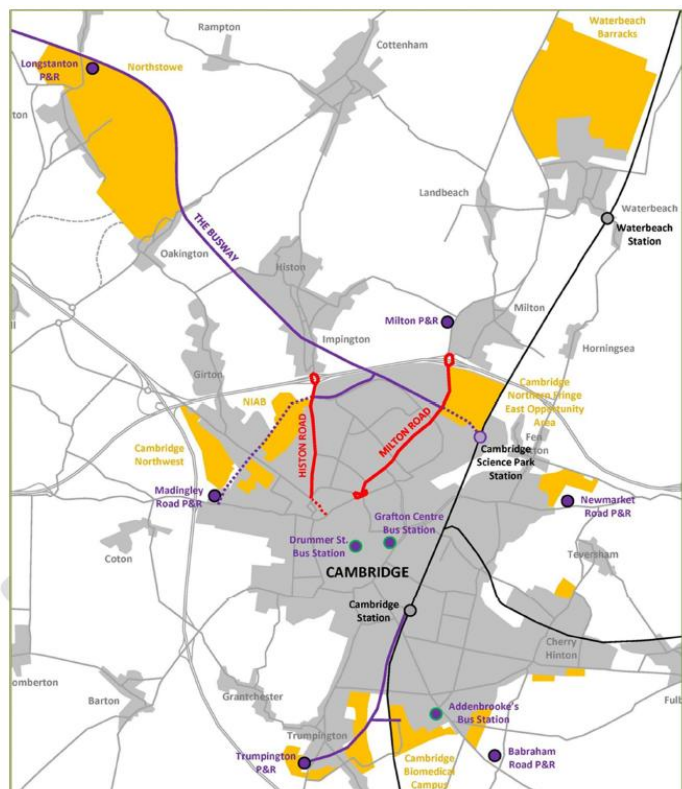 Rampton
Cottenham
Waterbeach
Barracks
Longstanton
P&R
Northstowe
ton
Landbeach
Waterbeach
Waterbeach
Station
THE BUSWAY
Oakington
Histon
Milton P&R
Milton
Impington
Horningsea
Girton
NIAB
HISTON ROAD
MILTON ROAD
Cambridge
Northern Fringe
East Opportunity
Area
Cambridge
Northwest
Cambridge
Science Park
Station
Madingley
Road P&R
Newmarket
Road P&R
Grafton Centre
Bus Station
Drummer St.
Bus Station
Coton
Teversham
CAMBRIDGE
Cambridge
Station
Cherry
Hinton
omberton
Barton
Grantchester
Fulb
Addenbrooke's
Bus Station
Trumpington
Trumpington
P&R
Cambridge
Biomedical
Campus
Babraham
Road P&R